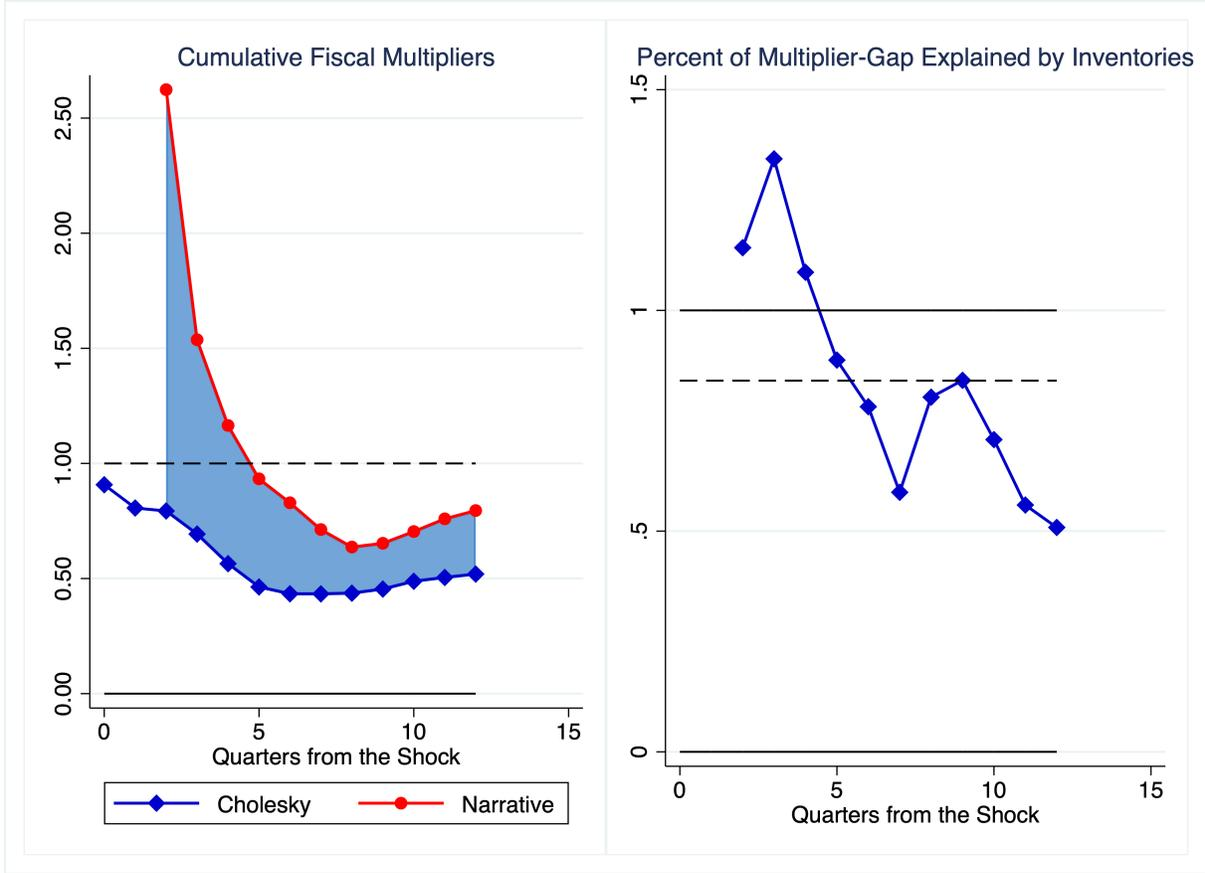 Cumulative Fiscal Multipliers
2.50
2.00
1.50
1.00
0.50
0.00
0 5 10 15
Quarters from the Shock
Cholesky Narrative
Percent of Multiplier-Gap Explained by Inventories
1.5
1
.5
0
0 5 10 15
Quarters from the Shock